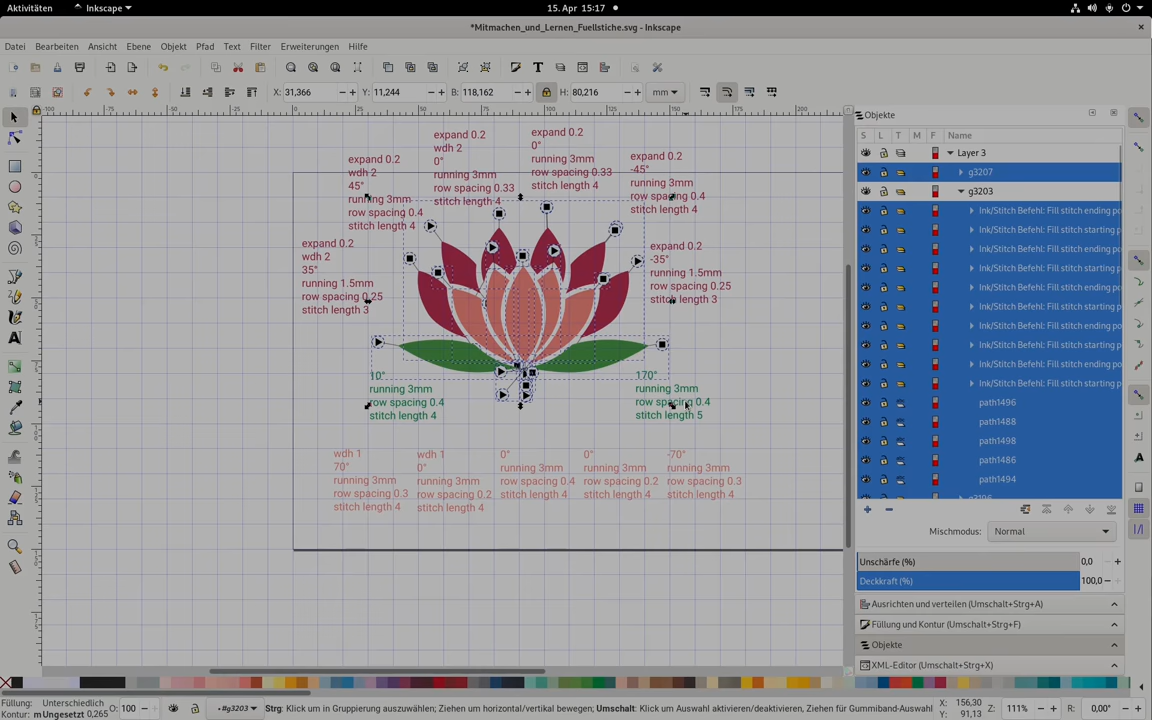 Aktivitäten
Inkscape
15. Apr 15:17
*Mitmachen_und_Lernen_Fuellstiche.svg - Inkscape
Datei Bearbeiten Ansicht Ebene Objekt Pfad Text Filter Erweiterungen Hilfe
X: 31,366 Y: 11,244 B: 118,162 H: 80,216 mm
Objekte
S L T M F Name
Layer 3
g3207
g3203
Ink/Stitch Befehl: Fill stitch ending po
Ink/Stitch Befehl: Fill stitch starting
Ink/Stitch Befehl: Fill stitch ending po
Ink/Stitch Befehl: Fill stitch starting
Ink/Stitch Befehl: Fill stitch ending po
Ink/Stitch Befehl: Fill stitch starting
Ink/Stitch Befehl: Fill stitch ending po
Ink/Stitch Befehl: Fill stitch starting
Ink/Stitch Befehl: Fill stitch ending po
Ink/Stitch Befehl: Fill stitch starting
path1496
path1488
path1498
path1486
path1494
Mischmodus: Normal
Unschärfe (%) 0,0
Deckkraft (%) 100,0
Ausrichten und verteilen (Umschalt+Strg+A)
Füllung und Kontur (Umschalt+Strg+F)
Objekte
XML-Editor (Umschalt+Strg+X)
expand 0.2
wdh 2
35°
running 1.5mm
row spacing 0.25
stitch length 3
expand 0.2
wdh 2
45°
running 3mm
row spacing 0.4
stitch length 4
expand 0.2
wdh 2
0°
running 3mm
row spacing 0.33
stitch length 4
expand 0.2
0°
running 3mm
row spacing 0.33
stitch length 4
expand 0.2
-45°
running 3mm
row spacing 0.4
stitch length 4
expand 0.2
-35°
running 1.5mm
row spacing 0.25
stitch length 3
10°
running 3mm
row spacing 0.4
stitch length 4
170°
running 3mm
row spacing 0.4
stitch length 5
wdh 1
70°
running 3mm
row spacing 0.3
stitch length 4
wdh 1
0°
running 3mm
row spacing 0.2
stitch length 4
0°
running 3mm
row spacing 0.4
stitch length 4
0°
running 3mm
row spacing 0.2
stitch length 4
-70°
running 3mm
row spacing 0.3
stitch length 4
Füllung: Unterschiedlich
Kontur: m Ungesetzt 0,265
O: 100
#g3203
Strg: Klick um in Gruppierung auszuwählen; Ziehen um horizontal/vertikal bewegen; Umschalt: Klick um Auswahl aktivieren/deaktivieren, Ziehen für Gummiband-Auswahl
X: 156,30
Y: 91,13
Z: 111%
R: 0,00°